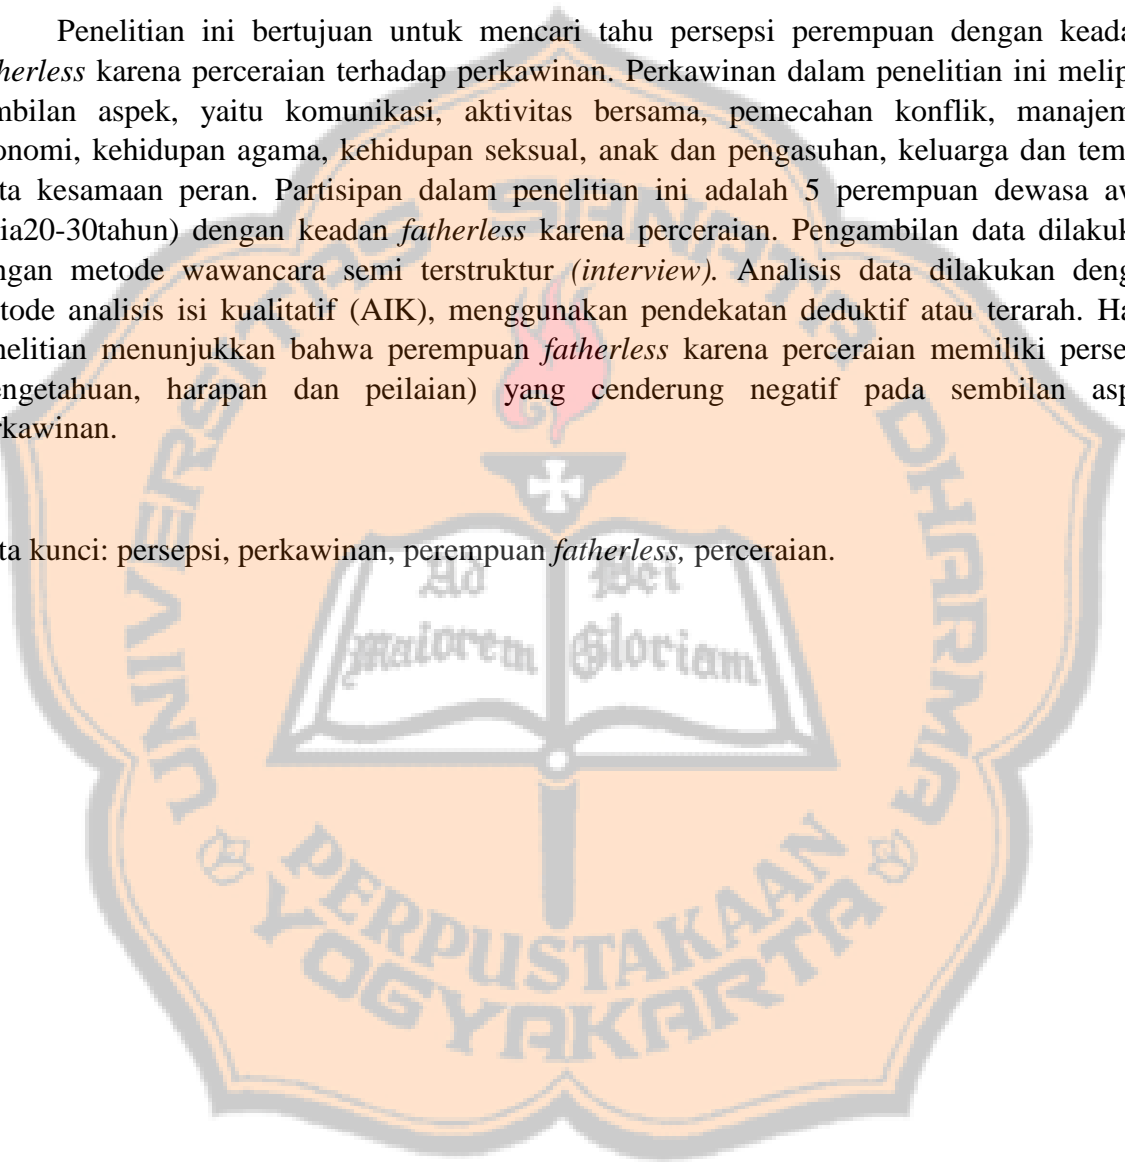 Penelitian ini bertujuan untuk mencari tahu persepsi perempuan dengan keada
herless karena perceraian terhadap perkawinan. Perkawinan dalam penelitian ini melip
mbilan aspek, yaitu komunikasi, aktivitas bersama, pemecahan konflik, manajem
onomi, kehidupan agama, kehidupan seksual, anak dan pengasuhan, keluarga dan tem
ta kesamaan peran. Partisipan dalam penelitian ini adalah 5 perempuan dewasa aw
ia20-30tahun) dengan keadan fatherless karena perceraian. Pengambilan data dilakuk
ngan metode wawancara semi terstruktur (interview). Analisis data dilakukan deng
tode analisis isi kualitatif (AIK), menggunakan pendekatan deduktif atau terarah. Ha
nelitian menunjukkan bahwa perempuan fatherless karena perceraian memiliki perse
engetahuan, harapan dan peilaian) yang cenderung negatif pada sembilan asp
rkawinan.
ta kunci: persepsi, perkawinan, perempuan fatherless, perceraian.
UNIVERSITAS SANATA DHARMA
Ad Dei
Maiorem Gloriam
PERPUSTAKAAN
YOGYAKARTA